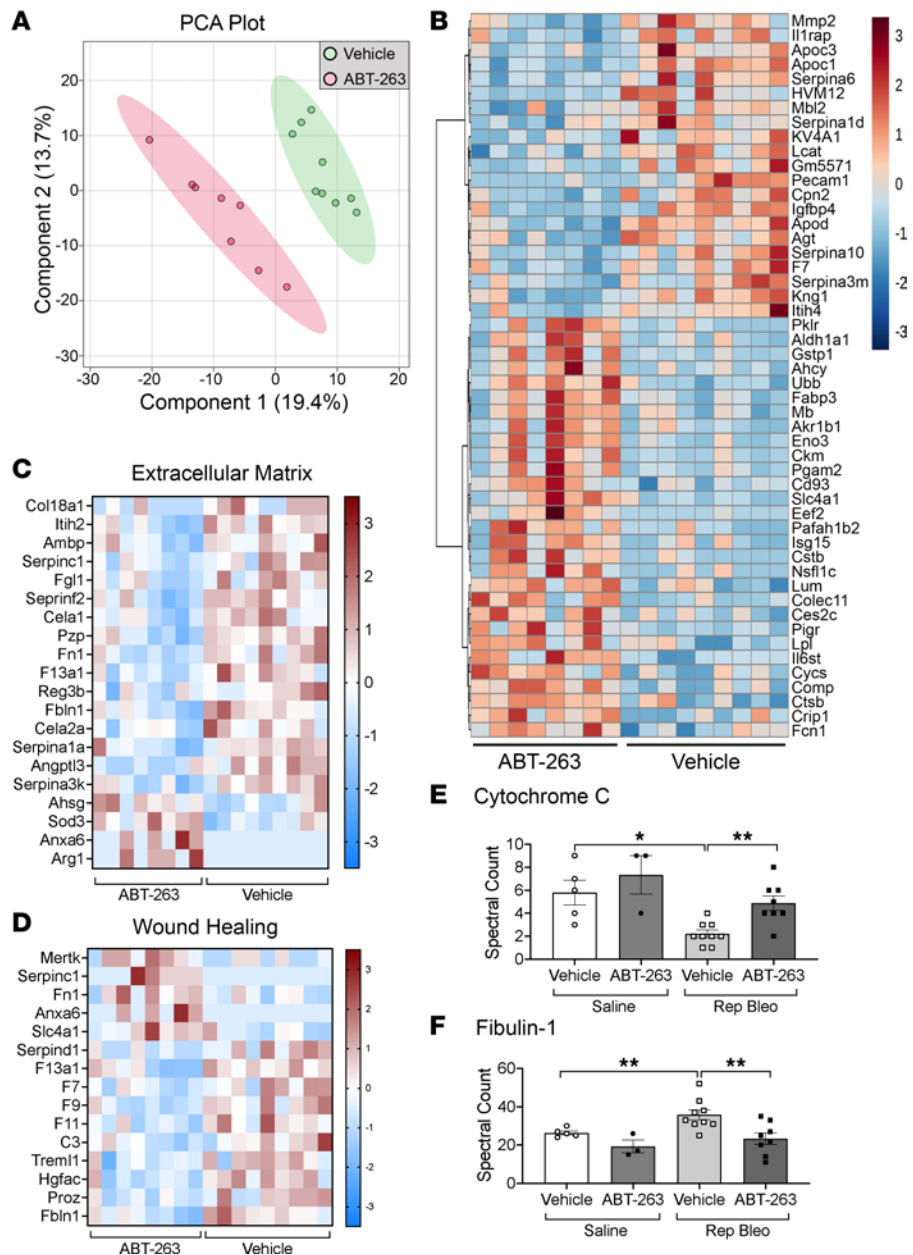 A
PCA Plot
Vehicle
ABT-263
Component 2 (13.7%)
20
10
0
-10
-20
-30
-30
-20
-10
0
10
20
Component 1 (19.4%)
B
Mmp2
Il1rap
Apoc3
Apoc1
Serpina6
HVM12
Mbl2
Serpina1d
KV4A1
Lcat
Gm5571
Pecam1
Cpn2
Igfbp4
Apod
Agt
Serpina10
F7
Serpina3m
Kng1
Itih4
Pklr
Aldh1a1
Gstp1
Ahcy
Ubb
Fabp3
Mb
Akr1b1
Eno3
Ckm
Pgam2
Cd93
Slc4a1
Eef2
Pafah1b2
Isg15
Cstb
Nsfl1c
Lum
Colec11
Ces2c
Pigr
Lpl
Il6st
Cycs
Comp
Ctsb
Crip1
Fcn1
3
2
1
0
-1
-2
-3
ABT-263
Vehicle
C
Extracellular Matrix
Col18a1
Itih2
Ambp
Serpinc1
Fgl1
Seprinf2
Cela1
Pzp
Fn1
F13a1
Reg3b
Fbln1
Cela2a
Serpina1a
Angptl3
Serpina3k
Ahsg
Sod3
Anxa6
Arg1
3
2
1
0
-1
-2
-3
ABT-263
Vehicle
D
Wound Healing
Mertk
Serpinc1
Fn1
Anxa6
Slc4a1
Serpind1
F13a1
F7
F9
F11
C3
Treml1
Hgfac
Proz
Fbln1
3
2
1
0
-1
-2
-3
ABT-263
Vehicle
E
Cytochrome C
Spectral Count
10
8
6
4
2
0
*
**
Vehicle
ABT-263
Vehicle
ABT-263
Saline
Rep Bleo
F
Fibulin-1
Spectral Count
60
40
20
0
**
**
Vehicle
ABT-263
Vehicle
ABT-263
Saline
Rep Bleo